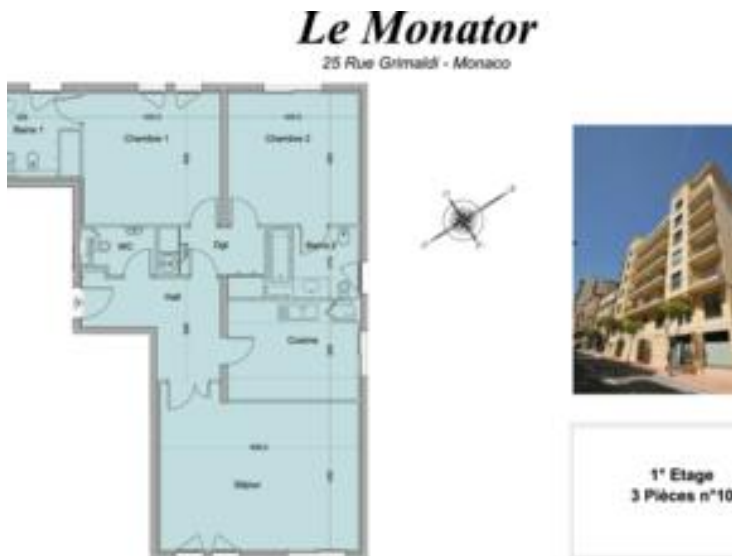 Le Monator
25 Rue Grimaldi - Monaco
Bains 1
Chambre 1
Chambre 2
WC
Dgt
Bains 2
Hall
Cuisine
Séjour
1° Etage
3 Pièces n°10